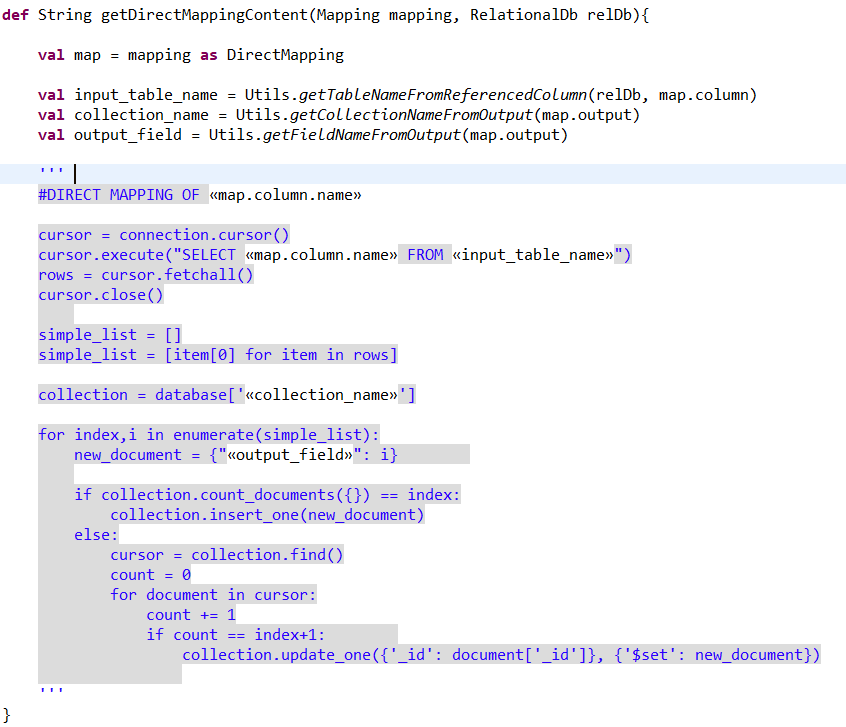 def String getDirectMappingContent(Mapping mapping, RelationalDb relDb){
val map = mapping as DirectMapping
val input_table_name = Utils.getTableNameFromReferencedColumn(relDb, map.column)
val collection_name = Utils.getCollectionNameFromOutput(map.output)
val output_field = Utils.getFieldNameFromOutput(map.output)
'''
#DIRECT MAPPING OF «map.column.name»
cursor = connection.cursor()
cursor.execute("SELECT «map.column.name» FROM «input_table_name»")
rows = cursor.fetchall()
cursor.close()
simple_list = []
simple_list = [item[0] for item in rows]
collection = database['«collection_name»']
for index,i in enumerate(simple_list):
new_document = {"«output_field»": i}
if collection.count_documents({}) == index:
collection.insert_one(new_document)
else:
cursor = collection.find()
count = 0
for document in cursor:
count += 1
if count == index+1:
collection.update_one({'_id': document['_id']}, {'$set': new_document})
'''
}